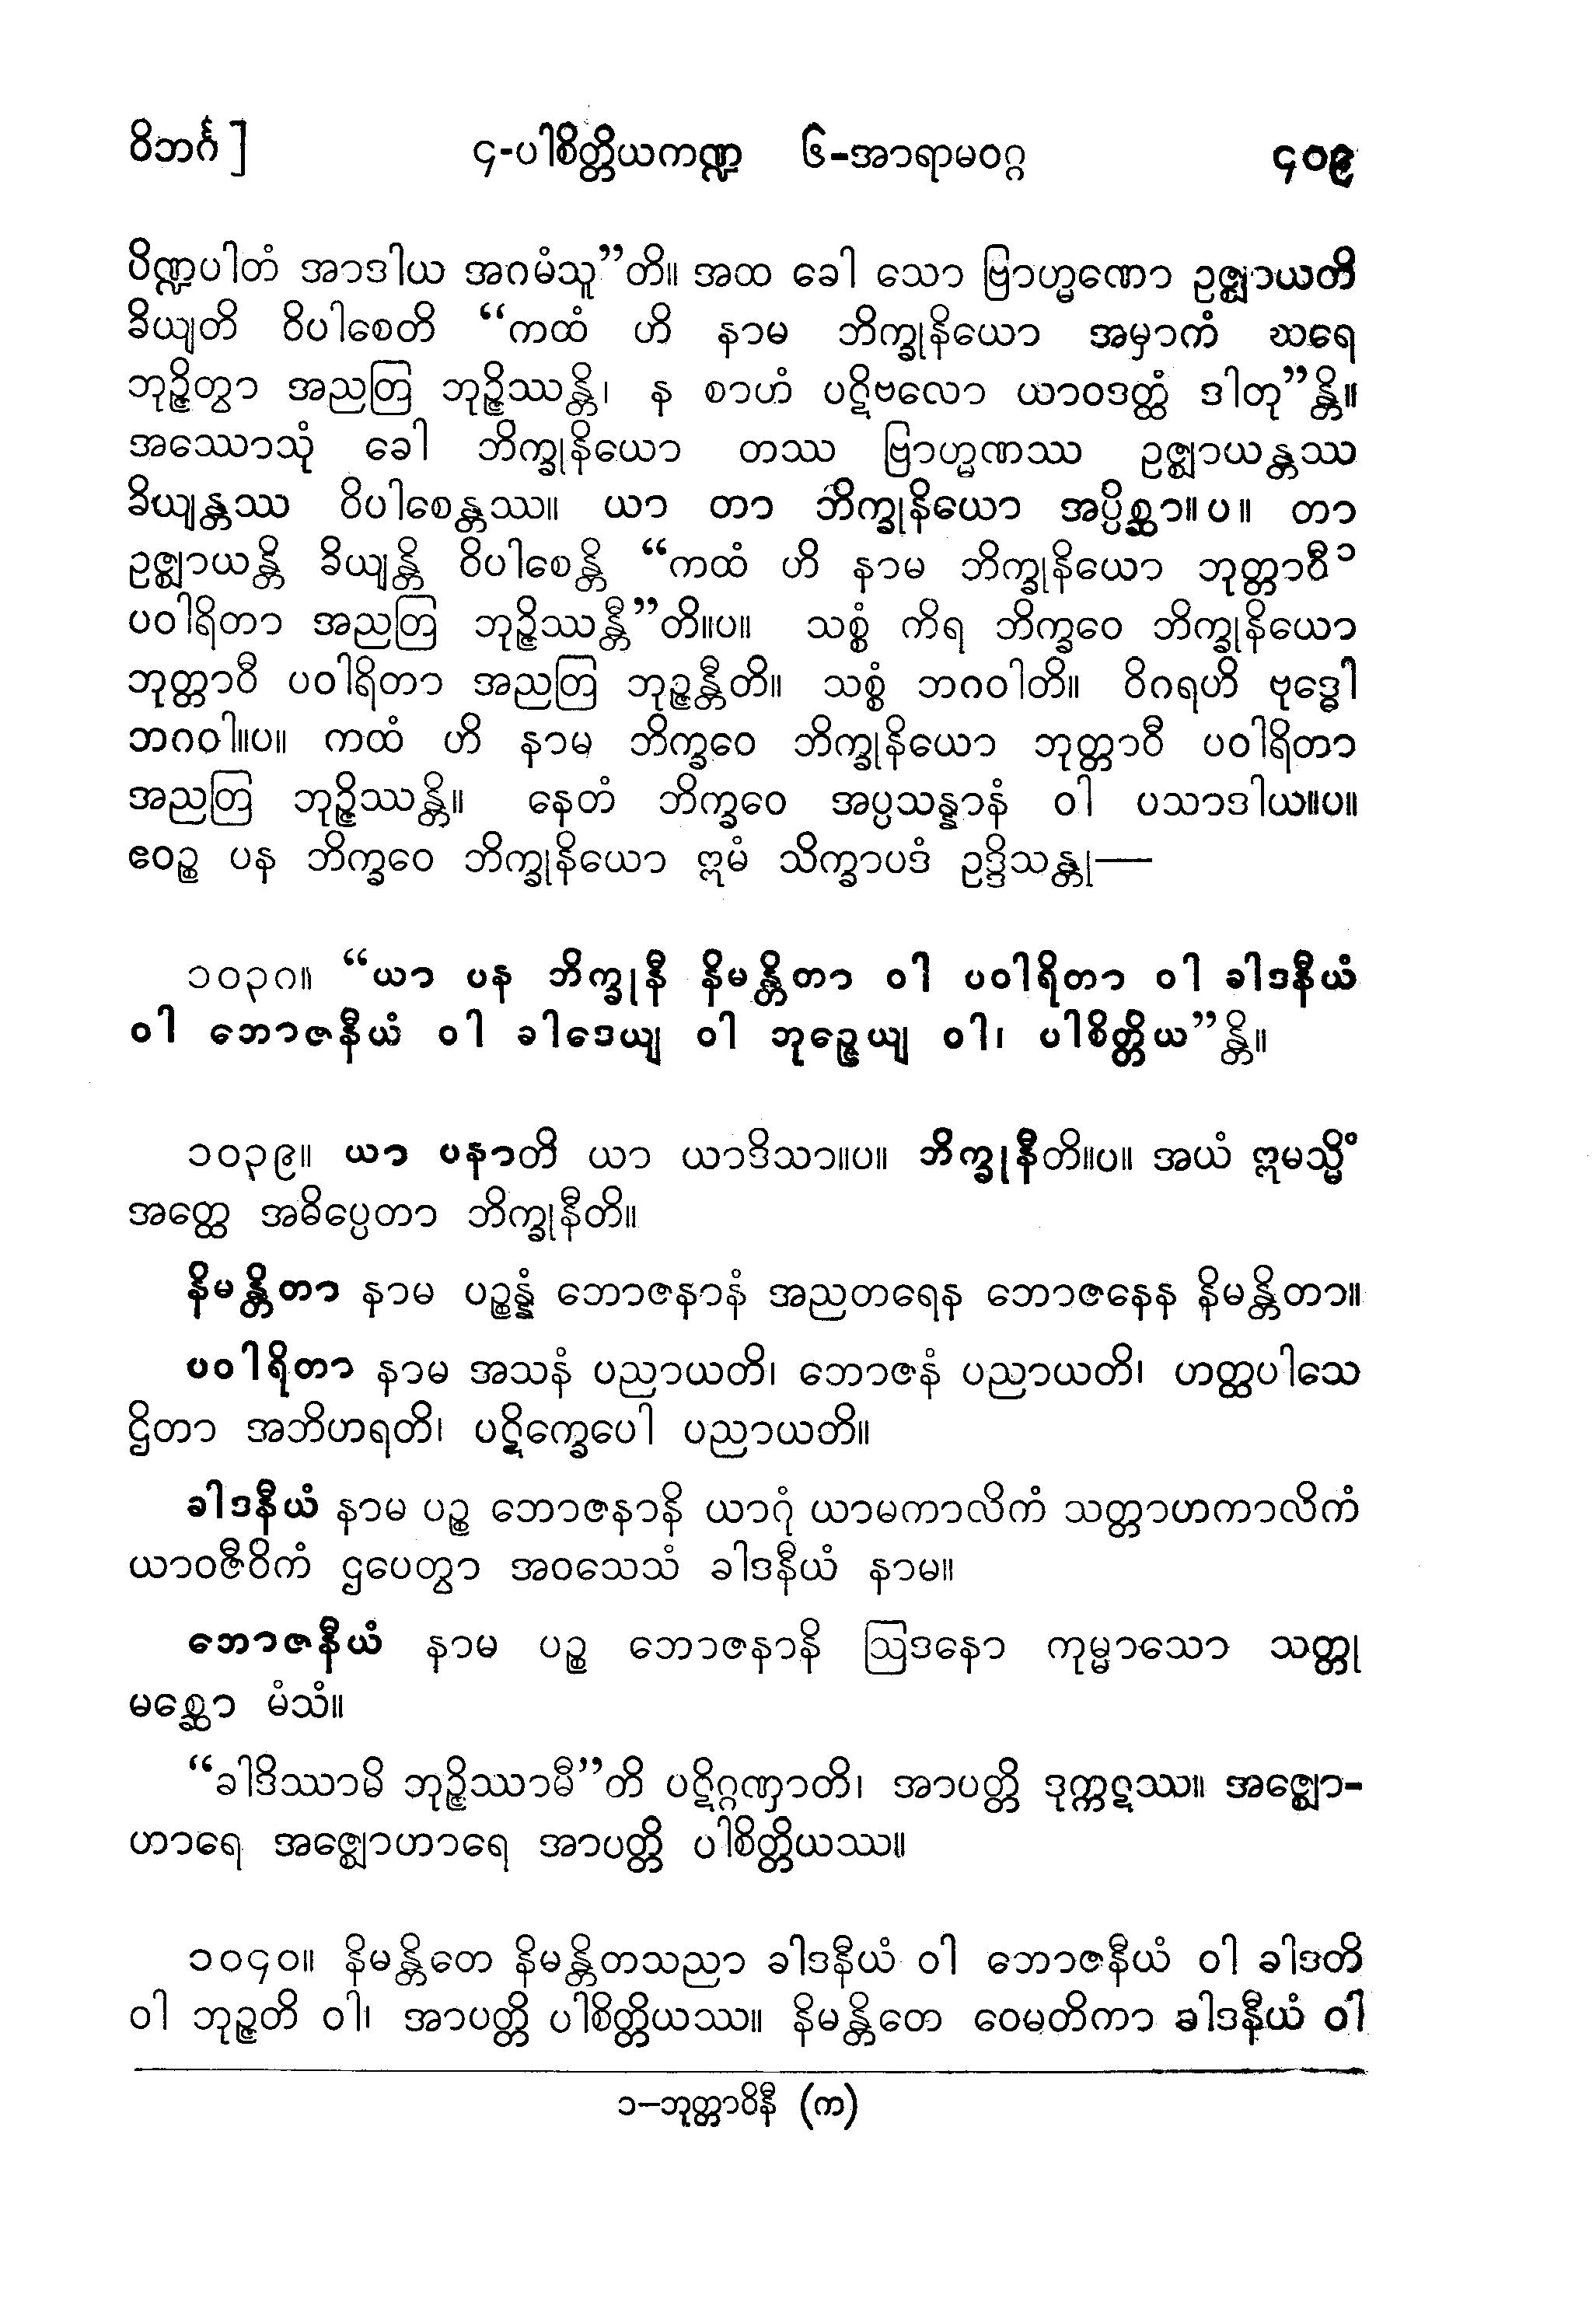 ဝိဘင်္ဂ] ၄-ပါစိတ္တိယကဏ္ဍ ၆-အာရာမဝဂ္ဂ ၄၀၉
ပိဏ္ဍပါတံ အာဒါယ အဂမံသူ”တိ။ အထ ခေါ သော ဗြာဟ္မဏော ဥဇ္ဈာယတိ
ခိယျတိ ဝိပါစေတိ “ကထံ ဟိ နာမ ဘိက္ခုနိယော အမှာကံ ဃရေ
ဘုဉ္ဇိတွာ အညတြ ဘုဉ္ဇိဿန္တိ၊ န စာဟံ ပဋိဗလော ယာဝဒတ္ထံ ဒါတု”န္တိ။
အဿောသုံ ခေါ ဘိက္ခုနိယော တဿ ဗြာဟ္မဏဿ ဥဇ္ဈာယန္တဿ
ခိယျန္တဿ ဝိပါစေန္တဿ။ ယာ တာ ဘိက္ခုနိယော အပ္ပိစ္ဆာ။ပ။ တာ
ဥဇ္ဈာယန္တိ ခိယျန္တိ ဝိပါစေန္တိ “ကထံ ဟိ နာမ ဘိက္ခုနိယော ဘုတ္တာဝီ ၁
ပဝါရိတာ အညတြ ဘုဉ္ဇိဿန္တီ”တိ။ပ။ သစ္စံ ကိရ ဘိက္ခဝေ ဘိက္ခုနိယော
ဘုတ္တာဝီ ပဝါရိတာ အညတြ ဘုဉ္ဇန္တီတိ။ သစ္စံ ဘဂဝါတိ။ ဝိဂရဟိ ဗုဒ္ဓေါ
ဘဂဝါ။ပ။ ကထံ ဟိ နာမ ဘိက္ခဝေ ဘိက္ခုနိယော ဘုတ္တာဝီ ပဝါရိတာ
အညတြ ဘုဉ္ဇိဿန္တိ။ နေတံ ဘိက္ခဝေ အပ္ပသန္နာနံ ဝါ ပသာဒါယ။ပ။
ဧဝဉ္စ ပန ဘိက္ခဝေ ဘိက္ခုနိယော ဣမံ သိက္ခာပဒံ ဥဒ္ဒိသန္တု—
၁၀၃၈။ “ယာ ပန ဘိက္ခုနီ နိမန္တိတာ ဝါ ပဝါရိတာ ဝါ ခါဒနီယံ
ဝါ ဘောဇနီယံ ဝါ ခါဒေယျ ဝါ ဘုဉ္ဇေယျ ဝါ၊ ပါစိတ္တိယ”န္တိ။
၁၀၃၉။ ယာ ပနာတိ ယာ ယာဒိသာ။ပ။ ဘိက္ခုနီတိ။ပ။ အယံ ဣမသ္မိံ
အတ္ထေ အဓိပ္ပေတာ ဘိက္ခုနီတိ။
နိမန္တိတာ နာမ ပဉ္စန္နံ ဘောဇနာနံ အညတရေန ဘောဇနေန နိမန္တိတာ။
ပဝါရိတာ နာမ အသနံ ပညာယတိ၊ ဘောဇနံ ပညာယတိ၊ ဟတ္ထပါသေ
ဌိတာ အဘိဟရတိ၊ ပဋိက္ခေပေါ ပညာယတိ။
ခါဒနီယံ နာမ ပဉ္စ ဘောဇနာနိ ယာဂုံ ယာမကာလိကံ သတ္တာဟကာလိကံ
ယာဝဇီဝိကံ ဌပေတွာ အဝသေသံ ခါဒနီယံ နာမ။
ဘောဇနီယံ နာမ ပဉ္စ ဘောဇနာနိ ဩဒနော ကုမ္မာသော သတ္တု
မစ္ဆော မံသံ။
“ခါဒိဿာမိ ဘုဉ္ဇိဿာမီ”တိ ပဋိဂ္ဂဏှာတိ၊ အာပတ္တိ ဒုက္ကဋဿ။ အဇ္ဈော-
ဟာရေ အဇ္ဈောဟာရေ အာပတ္တိ ပါစိတ္တိယဿ။
၁၀၄၀။ နိမန္တိတေ နိမန္တိတသညာ ခါဒနီယံ ဝါ ဘောဇနီယံ ဝါ ခါဒတိ
ဝါ ဘုဉ္ဇတိ ဝါ၊ အာပတ္တိ ပါစိတ္တိယဿ။ နိမန္တိတေ ဝေမတိကာ ခါဒနီယံ ဝါ
၁–ဘုတ္တာဝိနီ (က)